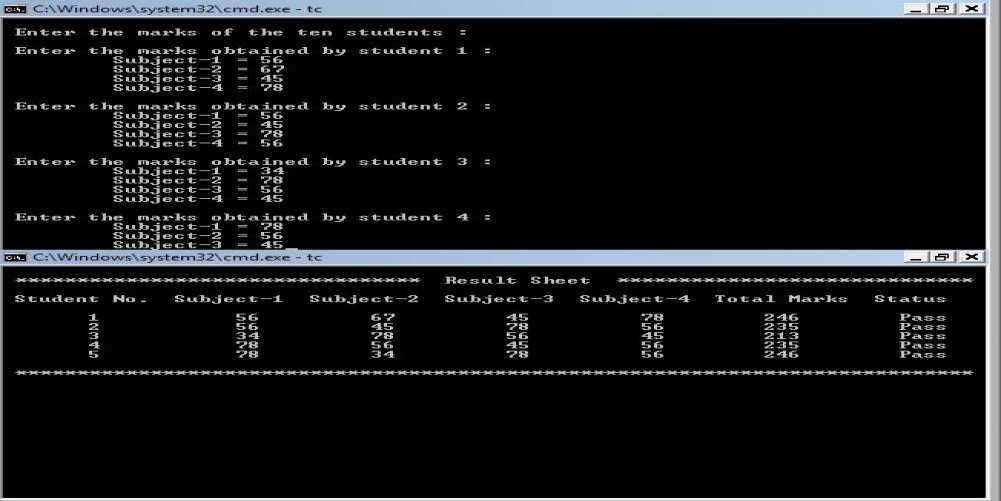 C:\Windows\system32\cmd.exe - tc
Enter the marks of the ten students :
Enter the marks obtained by student 1 :
Subject-1 = 56
Subject-2 = 67
Subject-3 = 45
Subject-4 = 78
Enter the marks obtained by student 2 :
Subject-1 = 56
Subject-2 = 45
Subject-3 = 78
Subject-4 = 56
Enter the marks obtained by student 3 :
Subject-1 = 34
Subject-2 = 78
Subject-3 = 56
Subject-4 = 45
Enter the marks obtained by student 4 :
Subject-1 = 78
Subject-2 = 56
Subject-3 = 45_
C:\Windows\system32\cmd.exe - tc
********************************* Result Sheet *****************************
Student No. Subject-1 Subject-2 Subject-3 Subject-4 Total Marks Status
1 56 67 45 78 246 Pass
2 56 45 78 56 235 Pass
3 34 78 56 45 213 Pass
4 78 56 45 56 235 Pass
5 78 34 78 56 246 Pass
******************************************************************************